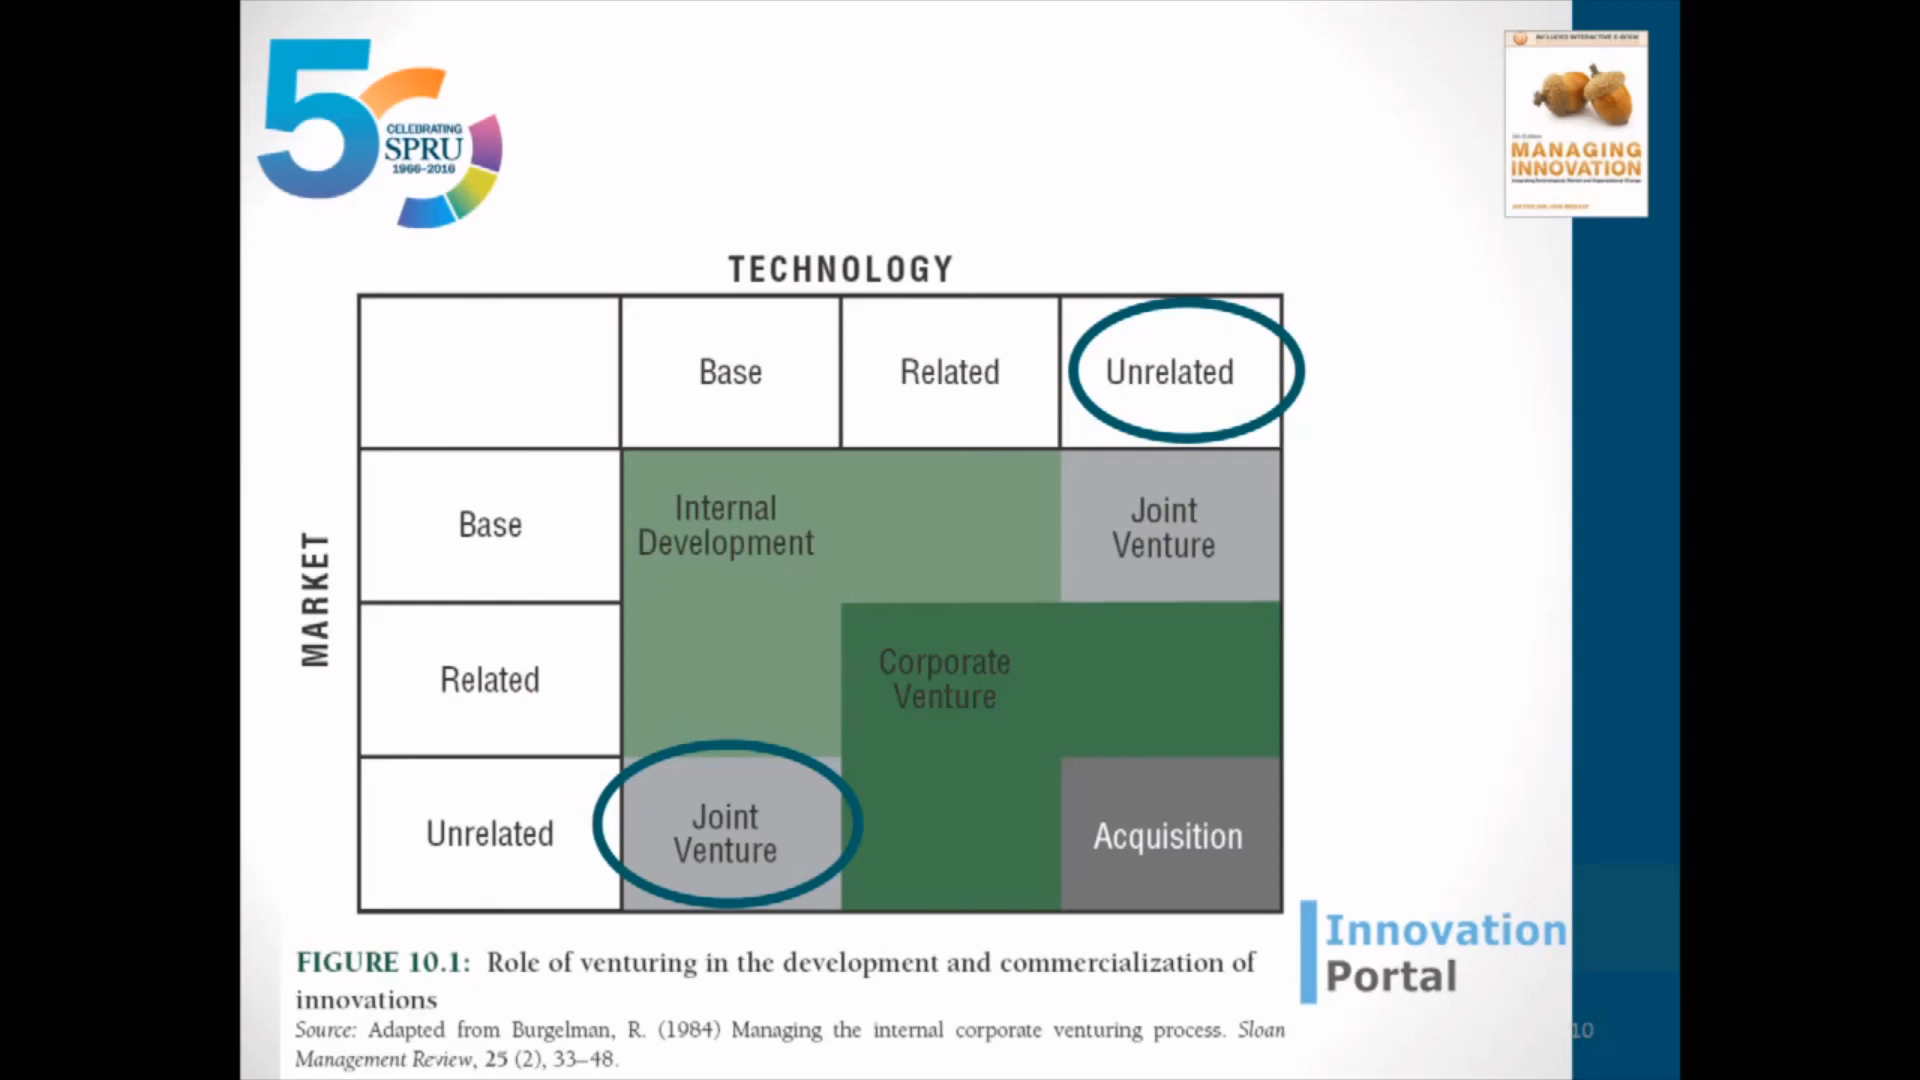 5
CELEBRATING
SPRU
1966–2016
INCLUDES INTERACTIVE E-BOOK
MANAGING
INNOVATION
TECHNOLOGY
Base
Related
Unrelated
MARKET
Base
Internal
Development
Joint
Venture
Related
Corporate
Venture
Unrelated
Joint
Venture
Acquisition
Innovation
Portal
FIGURE 10.1: Role of venturing in the development and commercialization of
innovations
Source: Adapted from Burgelman, R. (1984) Managing the internal corporate venturing process. Sloan
Management Review, 25 (2), 33–48.
10